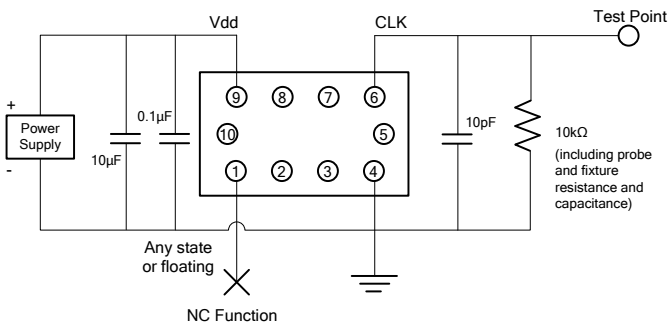 Vdd
CLK
Test Point
+
Power
Supply
-
10µF
0.1µF
9
8
7
6
10
5
1
2
3
4
10pF
10kΩ
(including probe
and fixture
resistance and
capacitance)
Any state
or floating
NC Function